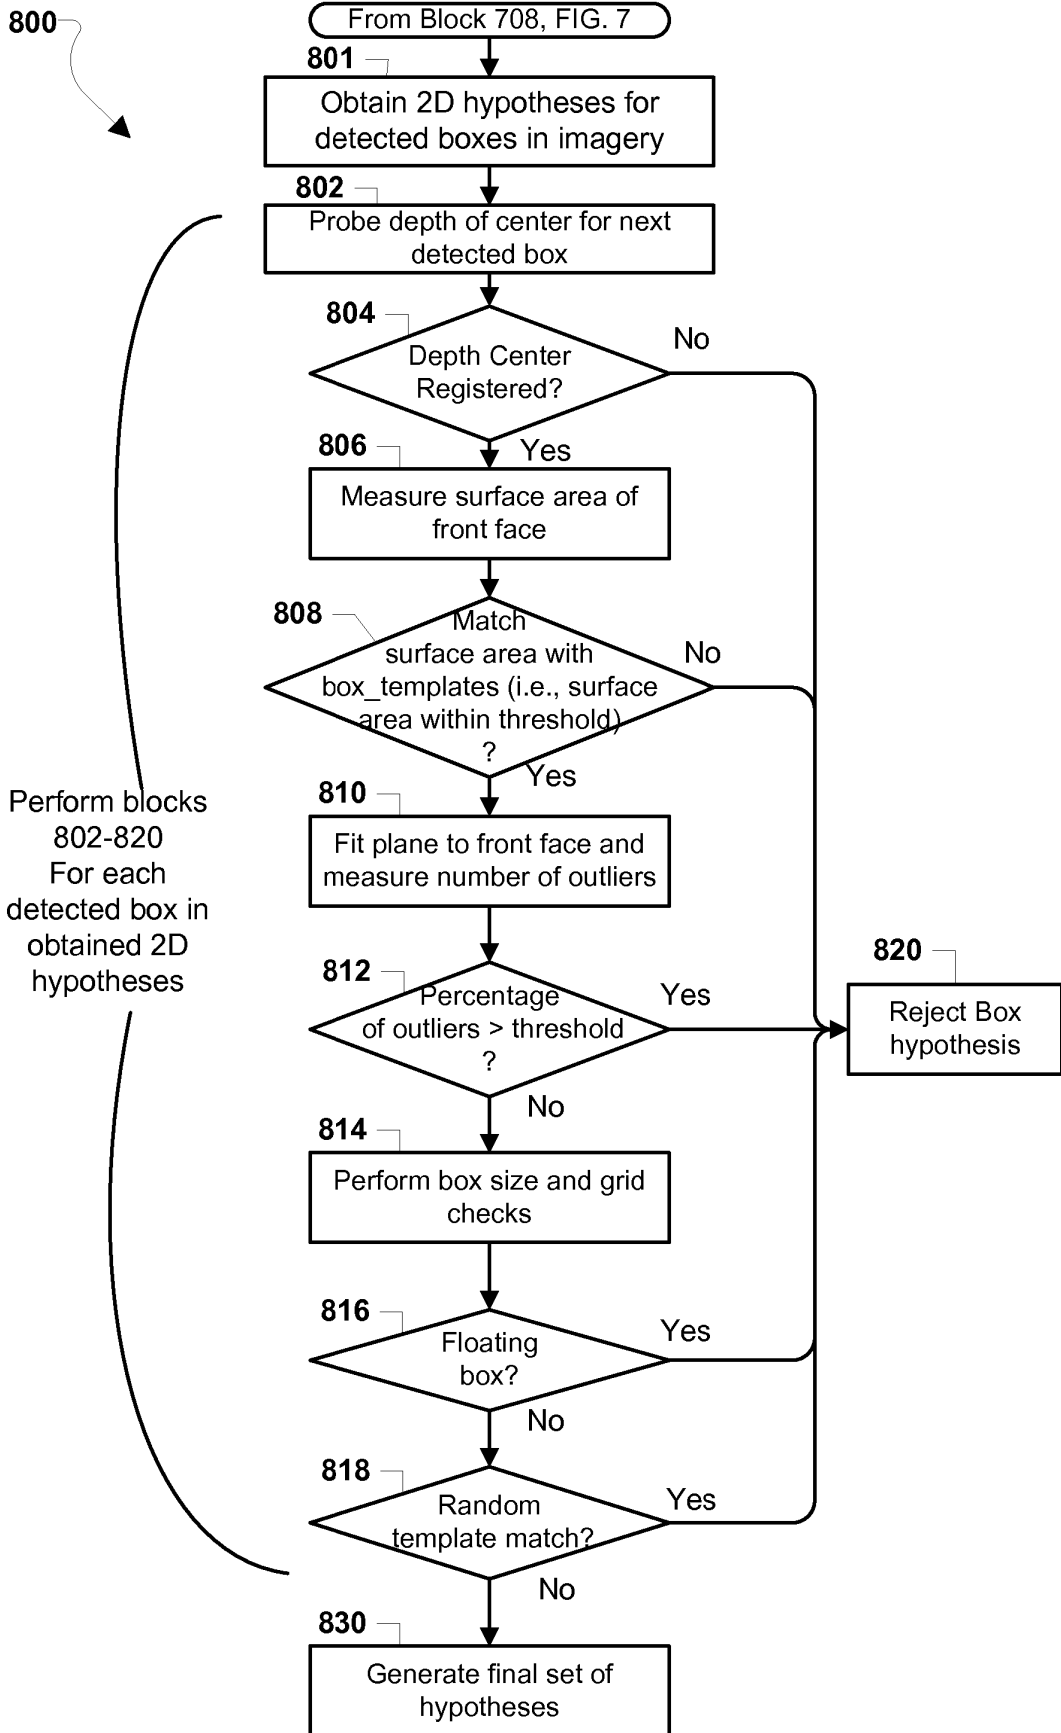 800
From Block 708, FIG. 7
801
Obtain 2D hypotheses for
detected boxes in imagery
802
Probe depth of center for next
detected box
804
Depth Center
Registered?
No
Yes
806
Measure surface area of
front face
808
Match
surface area with
box_templates (i.e., surface
area within threshold)
?
No
Yes
810
Fit plane to front face and
measure number of outliers
Perform blocks
802-820
For each
detected box in
obtained 2D
hypotheses
812
Percentage
of outliers > threshold
?
Yes
No
820
Reject Box
hypothesis
814
Perform box size and grid
checks
816
Floating
box?
Yes
No
818
Random
template match?
Yes
No
830
Generate final set of
hypotheses